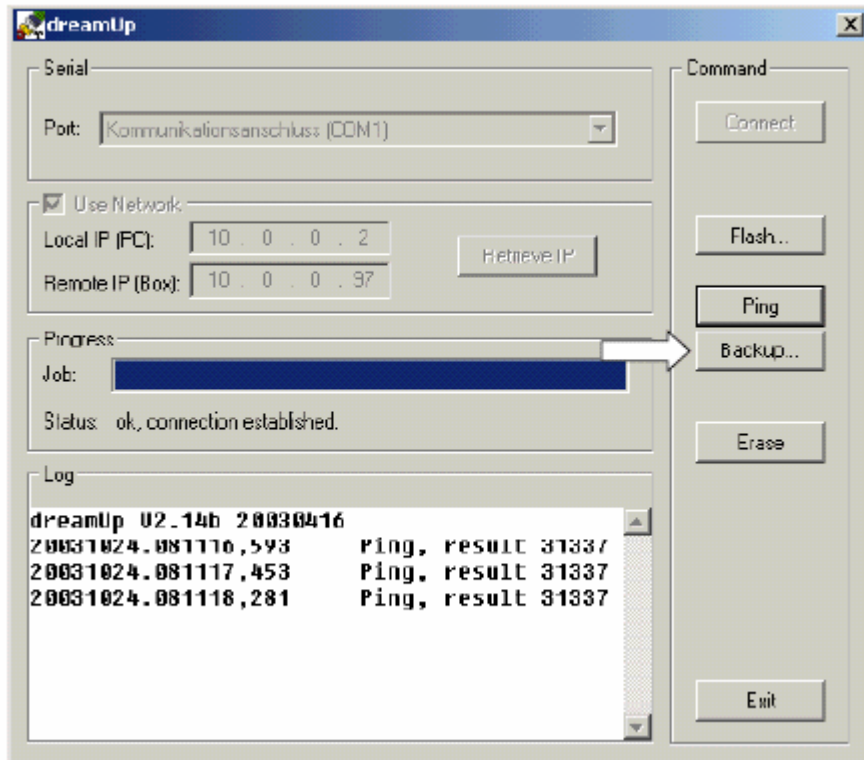 dreamUp
Serial
Port: Kommunikationsanschluss (COM1)
Use Network
Local IP (PC): 10 . 0 . 0 . 2
Remote IP (Box): 10 . 0 . 0 . 97
Retrieve IP
Progress
Job:
Status: ok, connection established.
Log
dreamUp V2.14b 20030416
20031024.081116,593 Ping, result 31337
20031024.081117,453 Ping, result 31337
20031024.081118,281 Ping, result 31337
Command
Connect
Flash...
Ping
Backup...
Erase
Exit